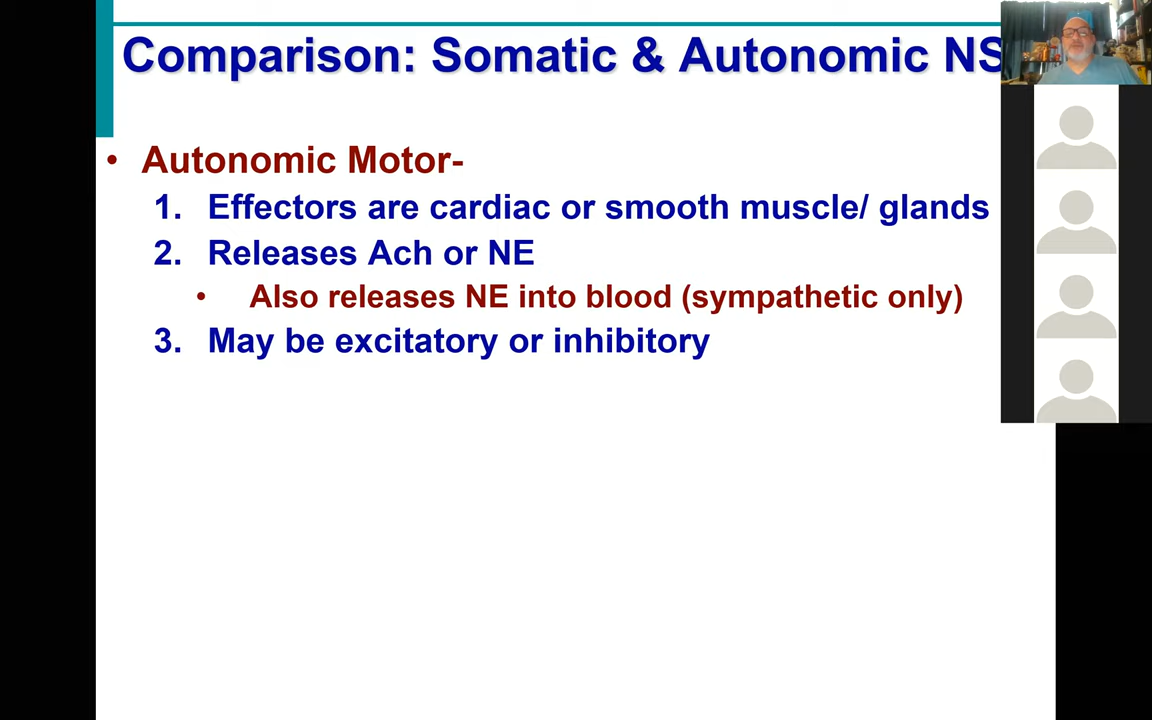 Comparison: Somatic & Autonomic NS
• Autonomic Motor-
1. Effectors are cardiac or smooth muscle/ glands
2. Releases Ach or NE
• Also releases NE into blood (sympathetic only)
3. May be excitatory or inhibitory